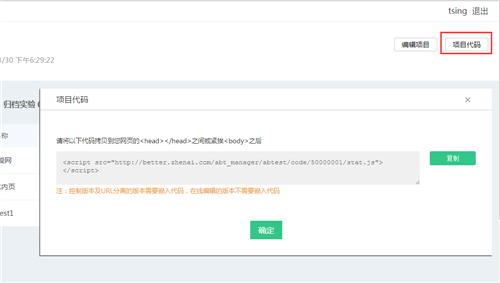 tsing 退出
编辑项目 项目代码
/30 下午6:29:22
归档实验
项目代码 ×
名称
请将以下代码拷贝到您网页的<head></head>之间或紧挨<body>之后
<script src="http://better.zhenai.com/abt_manager/abtest/code/50000001/stat.js">
</script>
复制
网
内页
est1
注：控制版本及URL分离的版本需要嵌入代码，在线编辑的版本不需要嵌入代码
确定